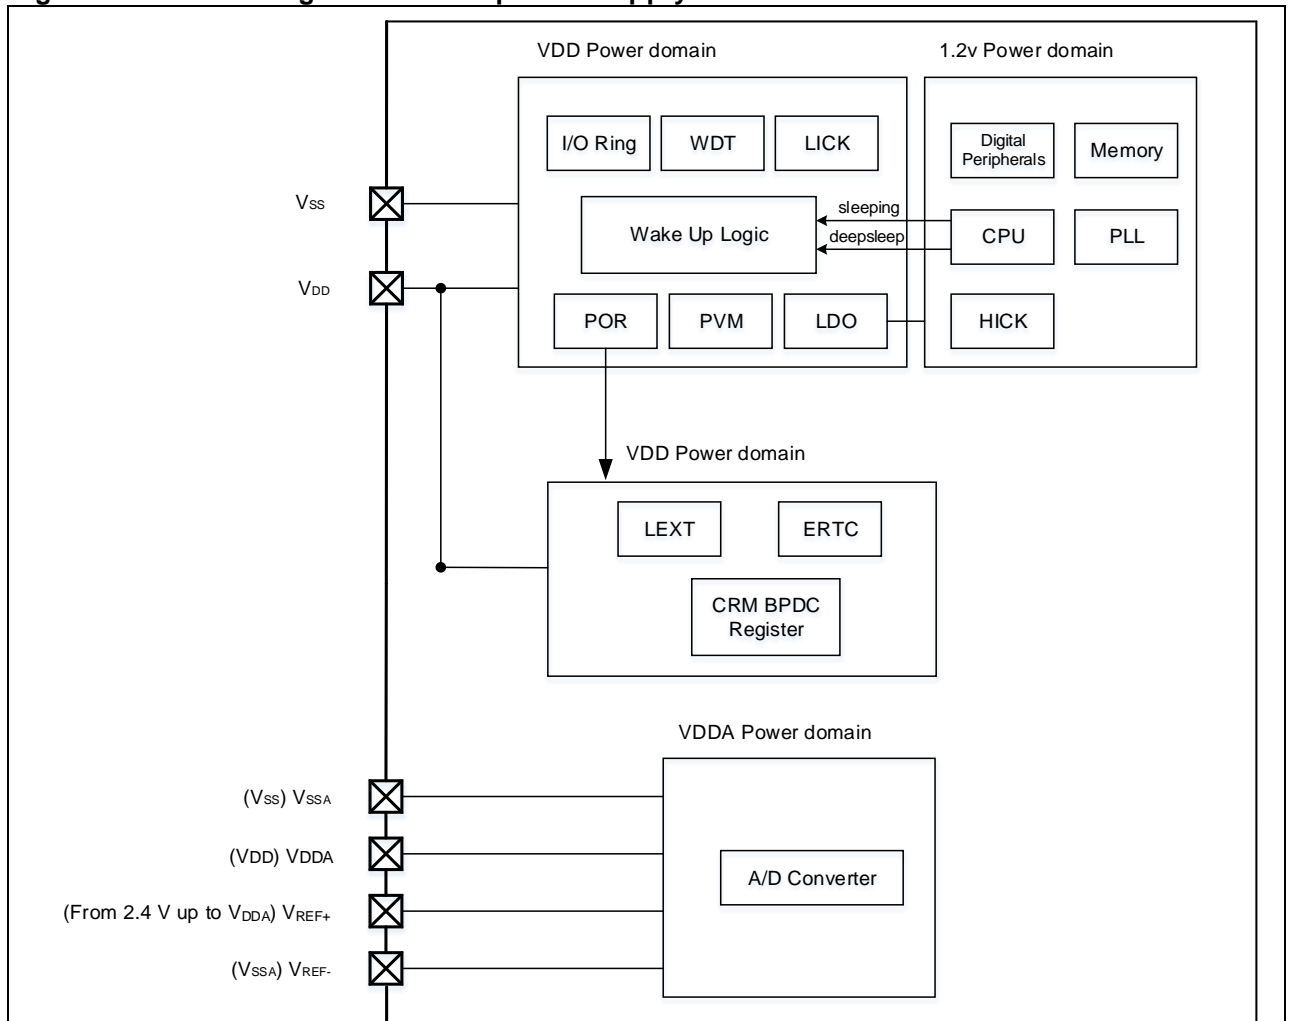 VDD Power domain
1.2v Power domain
I/O Ring
WDT
LICK
Digital
Peripherals
Memory
VSS
sleeping
Wake Up Logic
deepsleep
CPU
PLL
VDD
POR
PVM
LDO
HICK
VDD Power domain
LEXT
ERTC
CRM BPDC
Register
VDDA Power domain
(VSS) VSSA
(VDD) VDDA
A/D Converter
(From 2.4 V up to VDDA) VREF+
(VSSA) VREF-